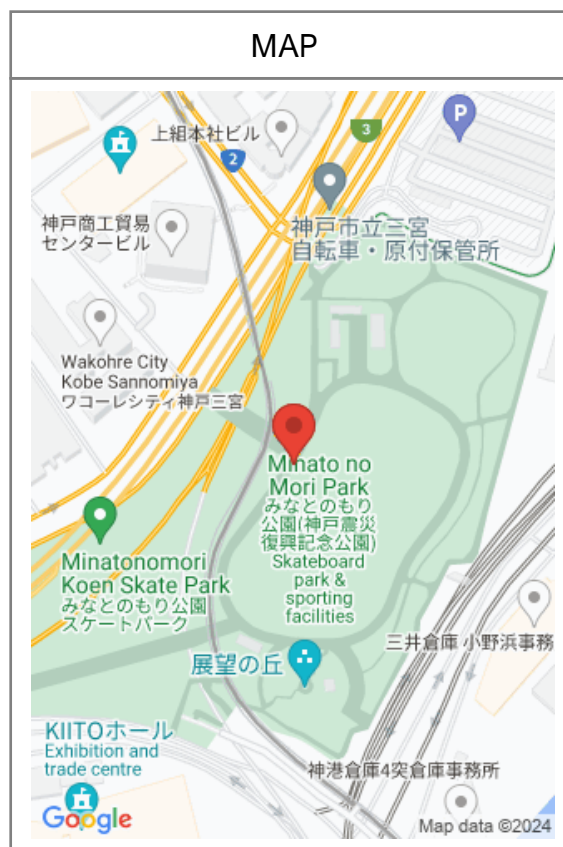 MAP
上組本社ビル
3
P
2
神戸商工貿易
センタービル
神戸市立三宮
自転車・原付保管所
Wakohre City
Kobe Sannomiya
ワコーレシティ神戸三宮
Minato no
Mori Park
みなとのもり
公園(神戸震災
復興記念公園)
Skateboard
park &
sporting
facilities
Minatonomori
Koen Skate Park
みなとのもり公園
スケートパーク
展望の丘
三井倉庫 小野浜事務
KIITOホール
Exhibition and
trade centre
神港倉庫4突倉庫事務所
Google
Map data ©2024